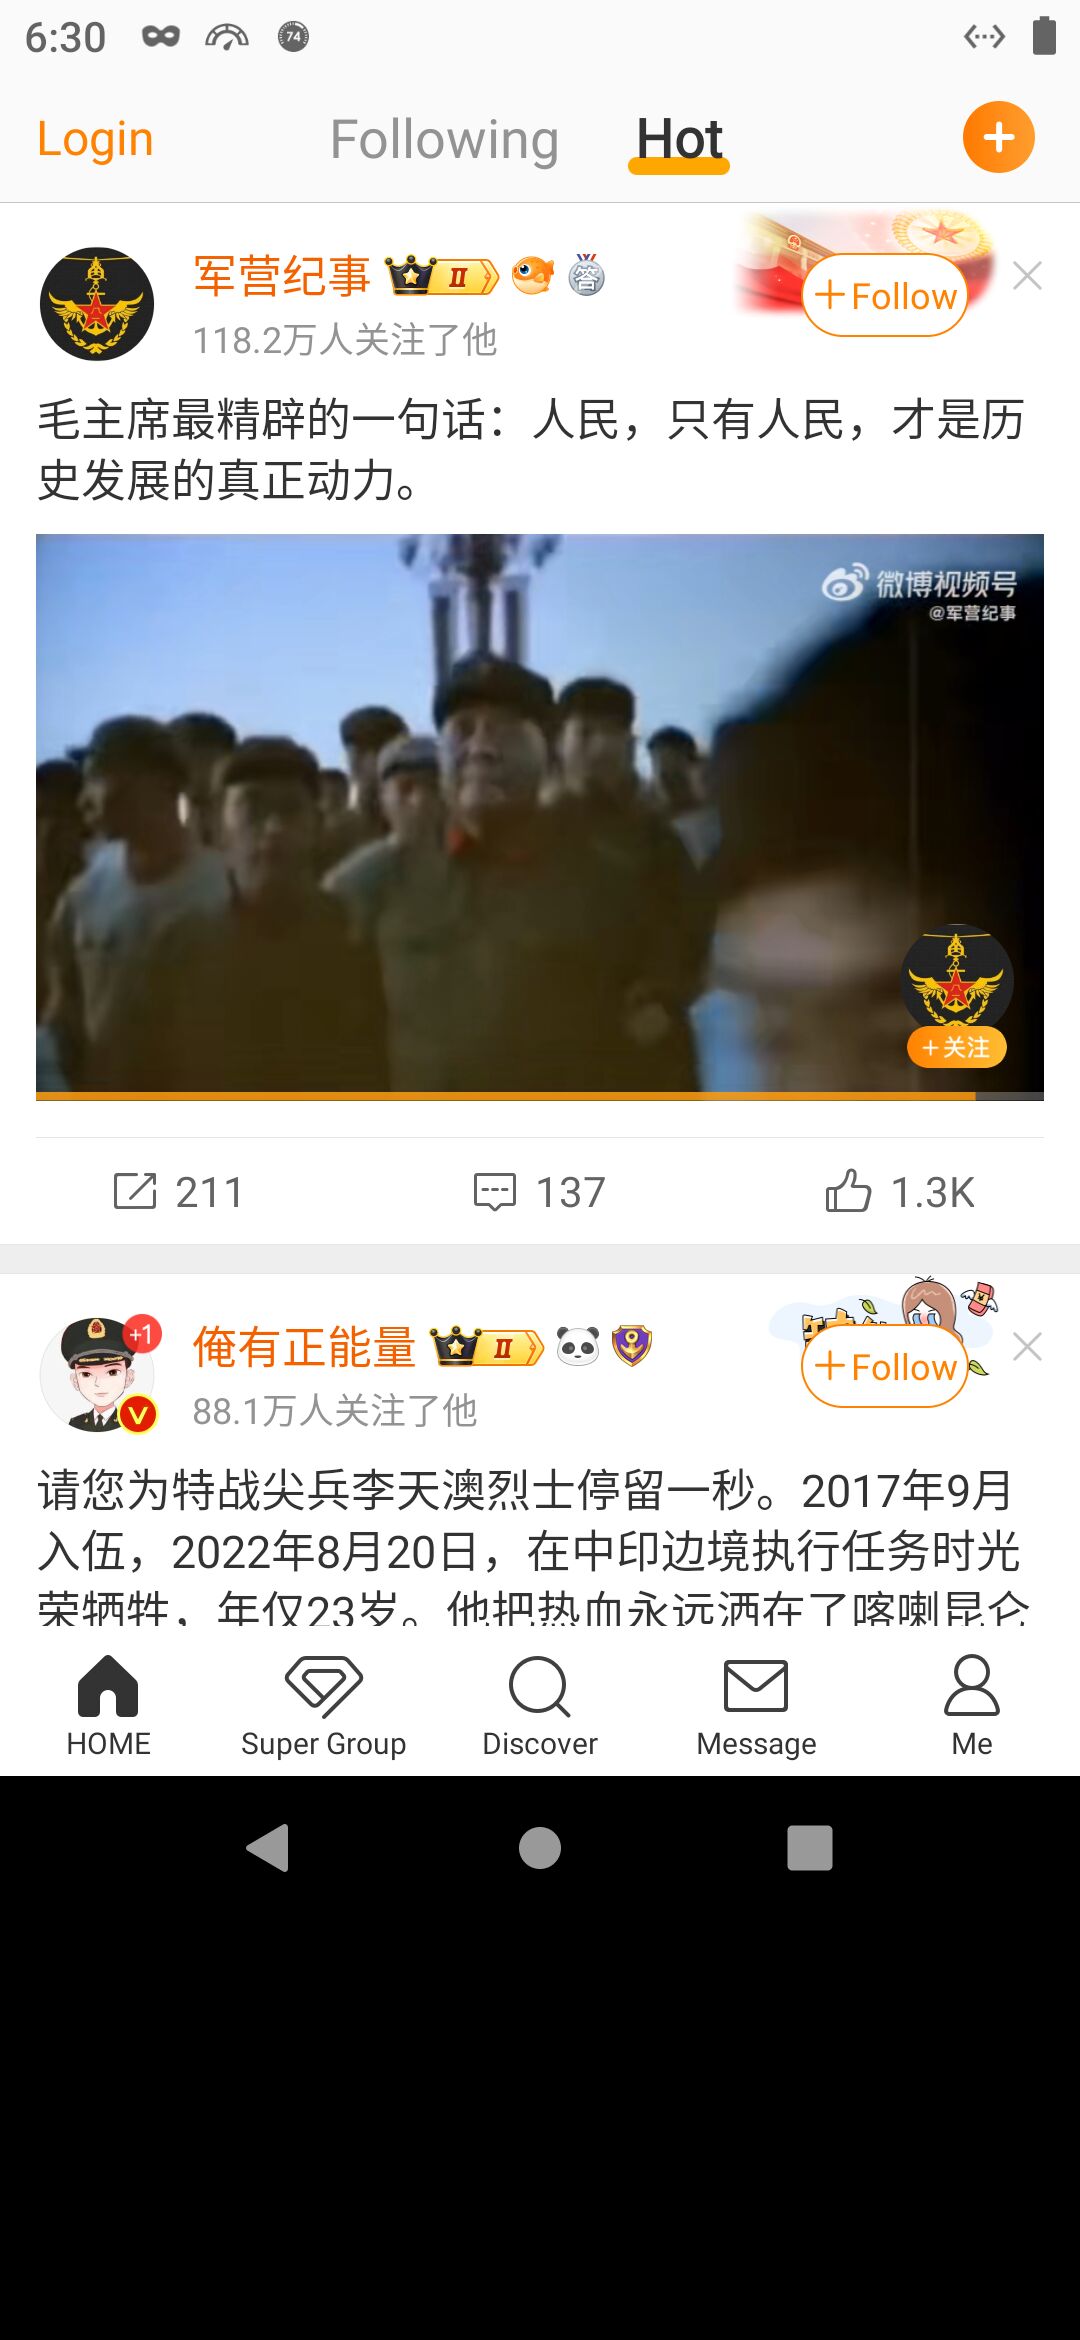 6:30
74
Login
Following
Hot
军营纪事
II
答
+Follow
118.2万人关注了他
毛主席最精辟的一句话：人民，只有人民，才是历
史发展的真正动力。
微博视频号
@军营纪事
+关注
211
137
1.3K
+1
俺有正能量
II
+Follow
V
88.1万人关注了他
请您为特战尖兵李天澳烈士停留一秒。2017年9月
入伍，2022年8月20日，在中印边境执行任务时光
荣牺牲，年仅23岁。他把热血永远洒在了喀喇昆仑
HOME
Super Group
Discover
Message
Me